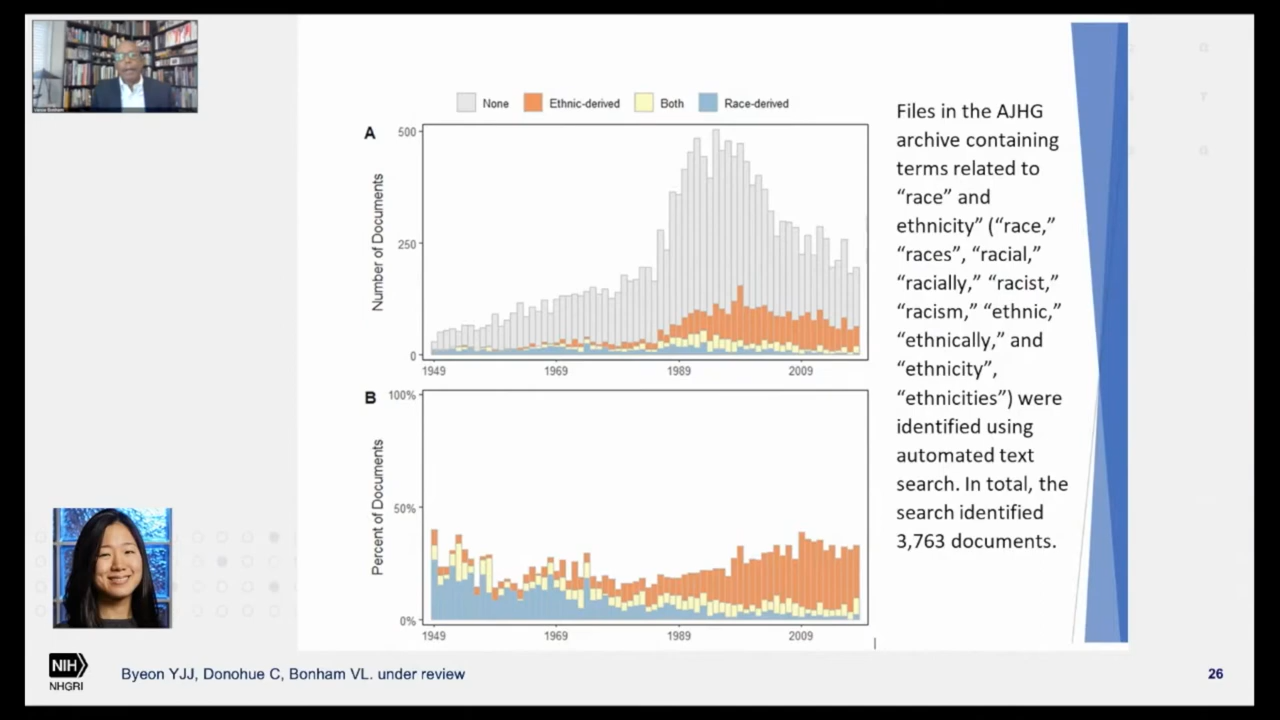 None Ethnic-derived Both Race-derived
A
Number of Documents
500
250
0
1949 1969 1989 2009
B
Percent of Documents
100%
50%
0%
1949 1969 1989 2009
Files in the AJHG
archive containing
terms related to
“race” and
ethnicity” (“race,”
“races”, “racial,”
“racially,” “racist,”
“racism,” “ethnic,”
“ethnically,” and
“ethnicity”,
“ethnicities”) were
identified using
automated text
search. In total, the
search identified
3,763 documents.
NIH
NHGRI
Byeon YJJ, Donohue C, Bonham VL. under review
26